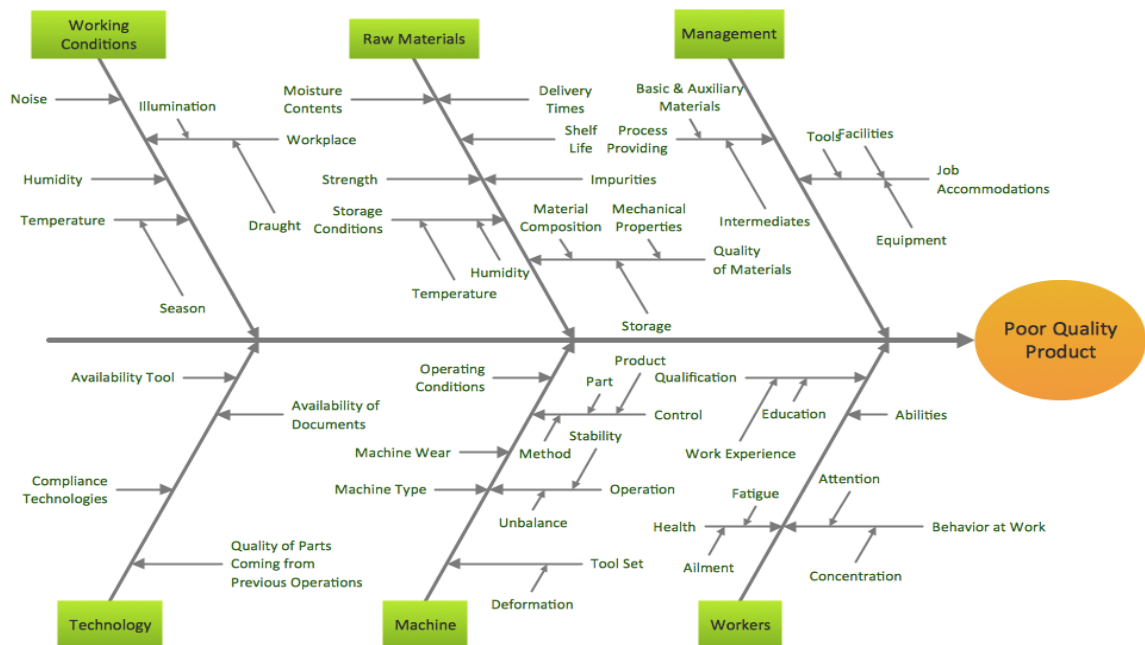 Working
Conditions
Raw Materials
Management
Noise
Illumination
Workplace
Humidity
Temperature
Draught
Season
Moisture
Contents
Delivery
Times
Shelf
Life
Strength
Impurities
Storage
Conditions
Humidity
Temperature
Material
Composition
Mechanical
Properties
Quality
of Materials
Storage
Basic & Auxiliary
Materials
Process
Providing
Intermediates
Tools
Facilities
Job
Accommodations
Equipment
Poor Quality
Product
Availability Tool
Availability of
Documents
Compliance
Technologies
Quality of Parts
Coming from
Previous Operations
Technology
Operating
Conditions
Product
Part
Control
Method
Stability
Machine Wear
Machine Type
Operation
Unbalance
Tool Set
Deformation
Machine
Qualification
Education
Work Experience
Abilities
Attention
Fatigue
Health
Ailment
Behavior at Work
Concentration
Workers